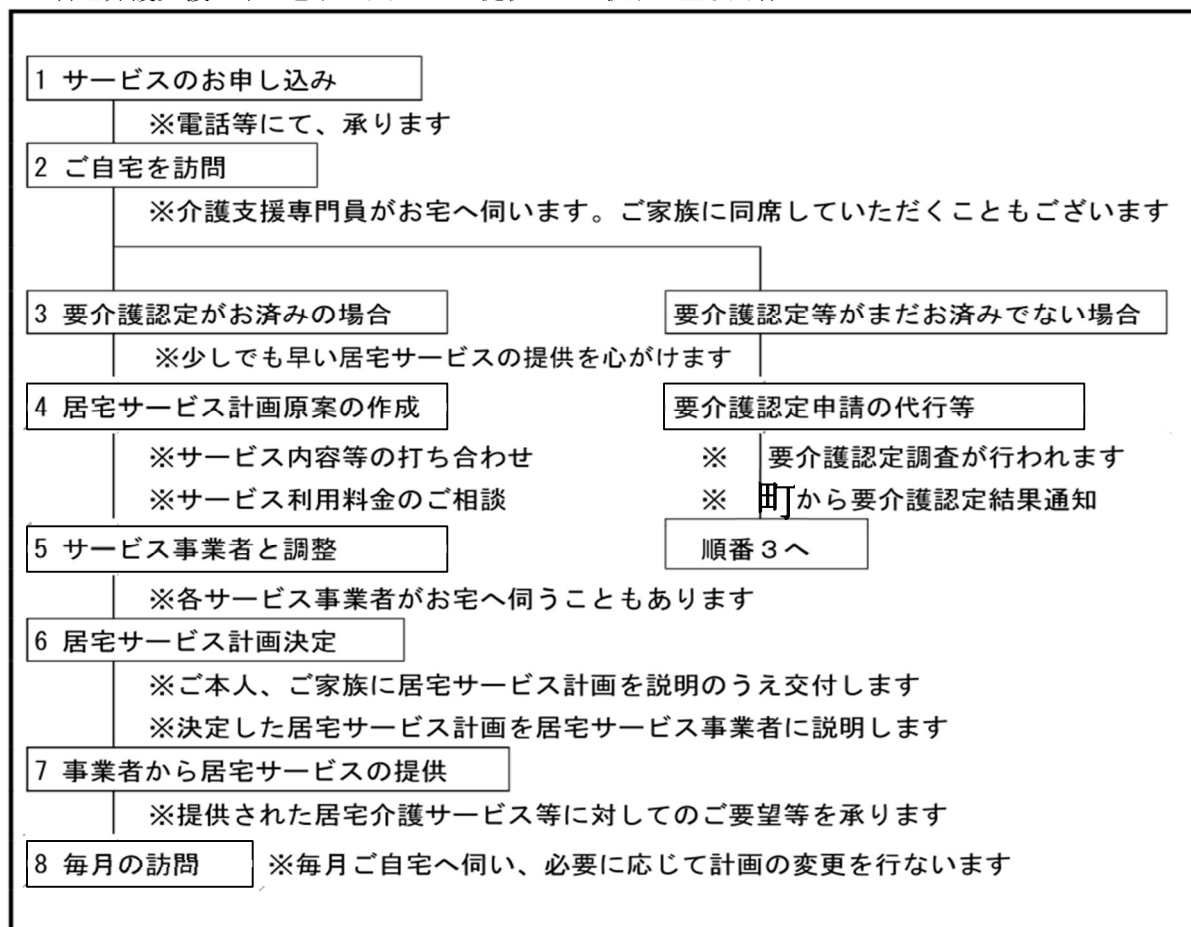 1 サービスのお申し込み
※電話等にて、承ります
2 ご自宅を訪問
※介護支援専門員がお宅へ伺います。ご家族に同席していただくこともございます
3 要介護認定がお済みの場合
※少しでも早い居宅サービスの提供を心がけます
4 居宅サービス計画原案の作成
※サービス内容等の打ち合わせ
※サービス利用料金のご相談
要介護認定等がまだお済みでない場合
要介護認定申請の代行等
※ 要介護認定調査が行われます
※ 町から要介護認定結果通知
順番3へ
5 サービス事業者と調整
※各サービス事業者がお宅へ伺うこともあります
6 居宅サービス計画決定
※ご本人、ご家族に居宅サービス計画を説明のうえ交付します
※決定した居宅サービス計画を居宅サービス事業者に説明します
7 事業者から居宅サービスの提供
※提供された居宅介護サービス等に対してのご要望等を承ります
8 毎月の訪問 ※毎月ご自宅へ伺い、必要に応じて計画の変更を行ないます